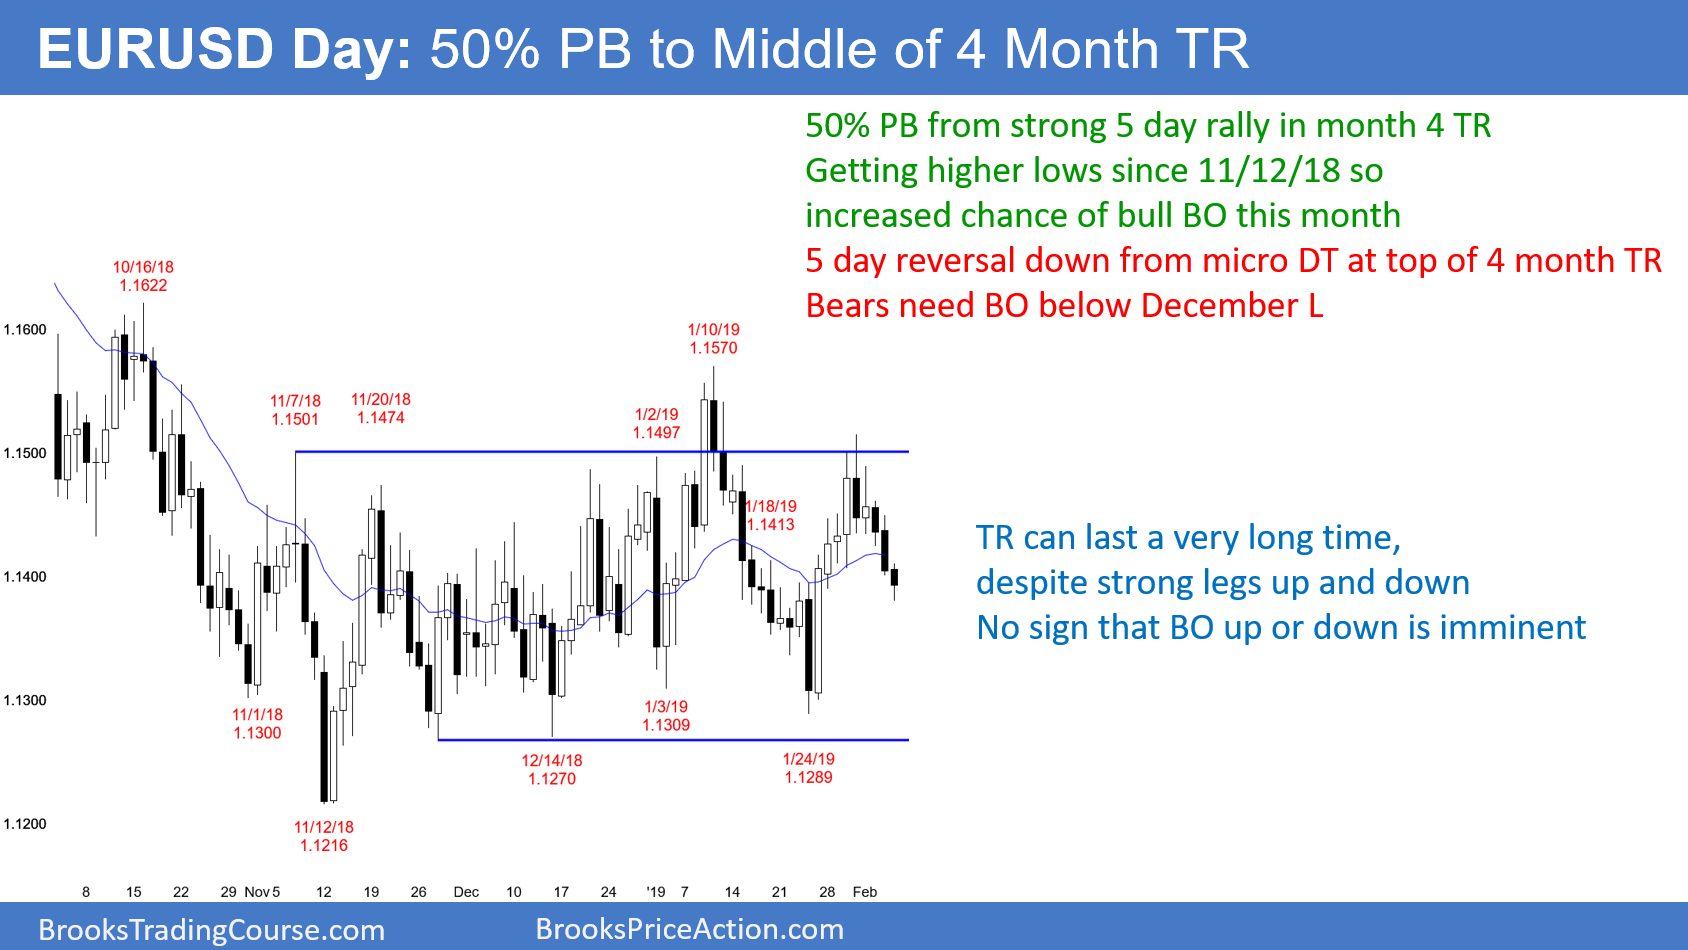 EURUSD Day: 50% PB to Middle of 4 Month TR
50% PB from strong 5 day rally in month 4 TR
Getting higher lows since 11/12/18 so
increased chance of bull BO this month
5 day reversal down from micro DT at top of 4 month TR
Bears need BO below December L
10/16/18
1.1622
1.1600
1/10/19
1.1570
11/7/18
1.1501
11/20/18
1.1474
1/2/19
1.1497
1.1500
1/18/19
1.1413
TR can last a very long time,
despite strong legs up and down
No sign that BO up or down is imminent
1.1400
1.1300
11/1/18
1.1300
1/3/19
1.1309
12/14/18
1.1270
1/24/19
1.1289
1.1200
11/12/18
1.1216
8 15 22 29 Nov 5 12 19 26 Dec 10 17 24 '19 7 14 21 28 Feb
BrooksTradingCourse.com
BrooksPriceAction.com